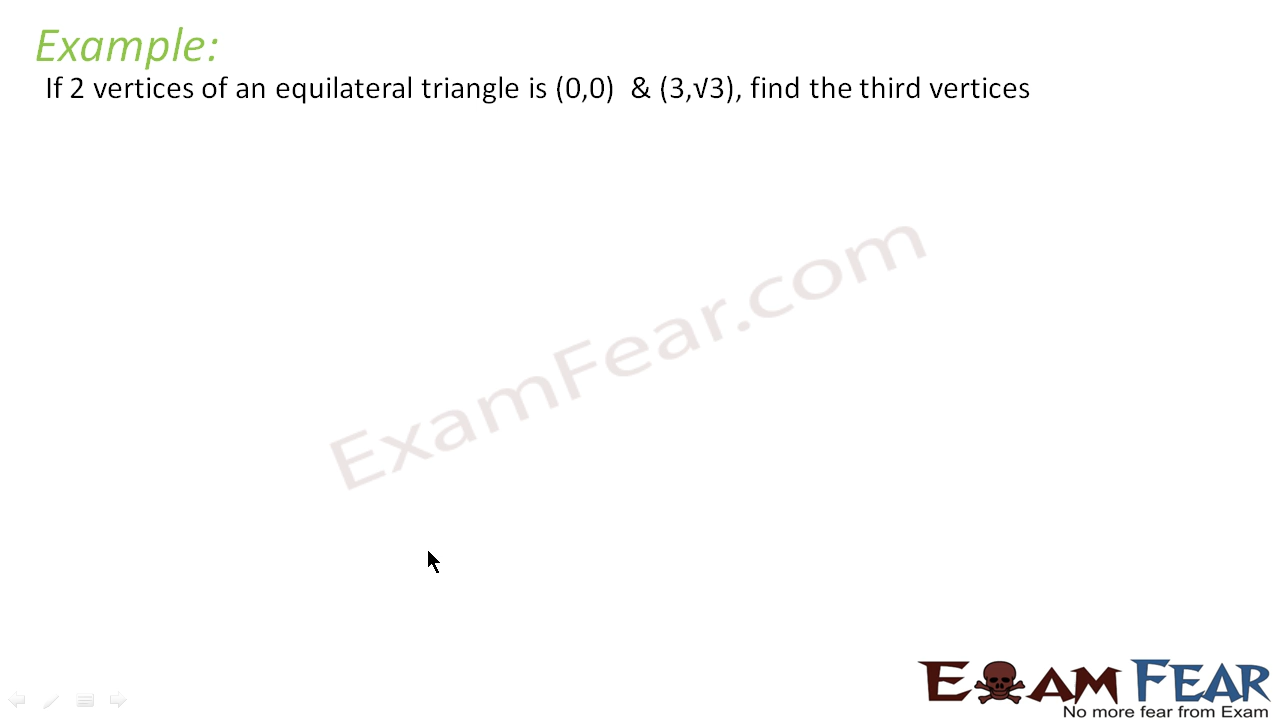 Example:
If 2 vertices of an equilateral triangle is (0,0) & (3,√3), find the third vertices
ExamFear.com
EXAM FEAR
No more fear from Exam